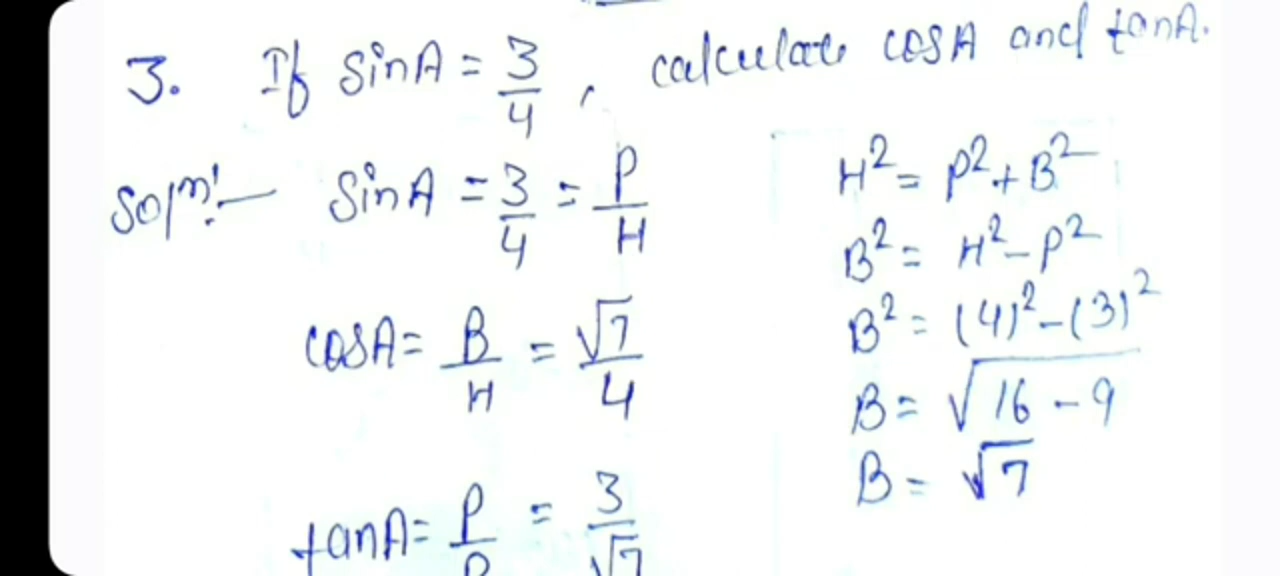 3. If sinA = 3/4, calculate cosA and tanA.
Solⁿ:— sinA = 3/4 = P/H
cosA = B/H = √7/4
tanA = P/B = 3/√7
H² = P² + B²
B² = H² - P²
B² = (4)² - (3)²
B = √16 - 9
B = √7